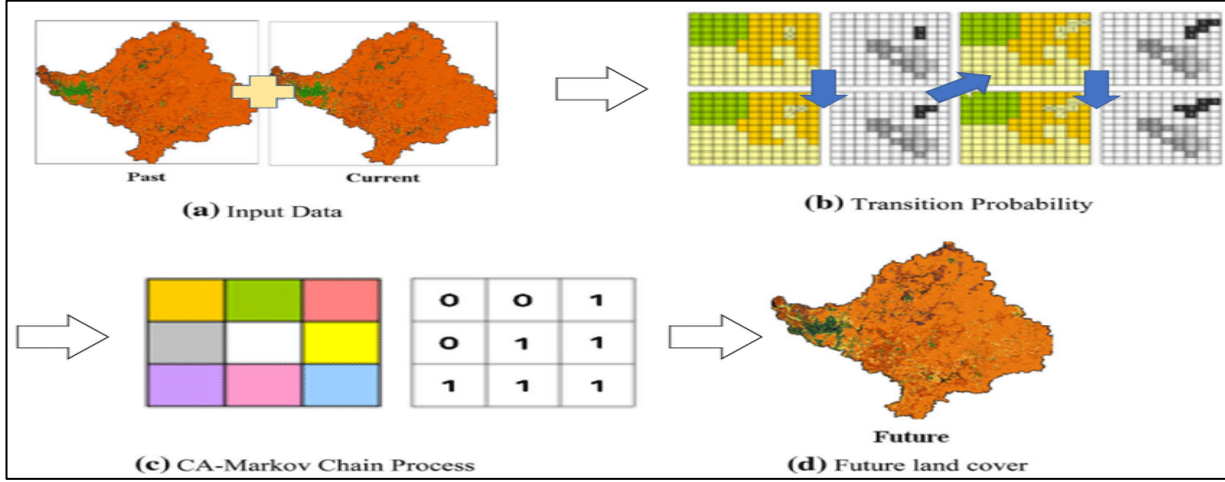 Past
Current
(a) Input Data
(b) Transition Probability
0 0 1
0 1 1
1 1 1
(c) CA-Markov Chain Process
Future
(d) Future land cover